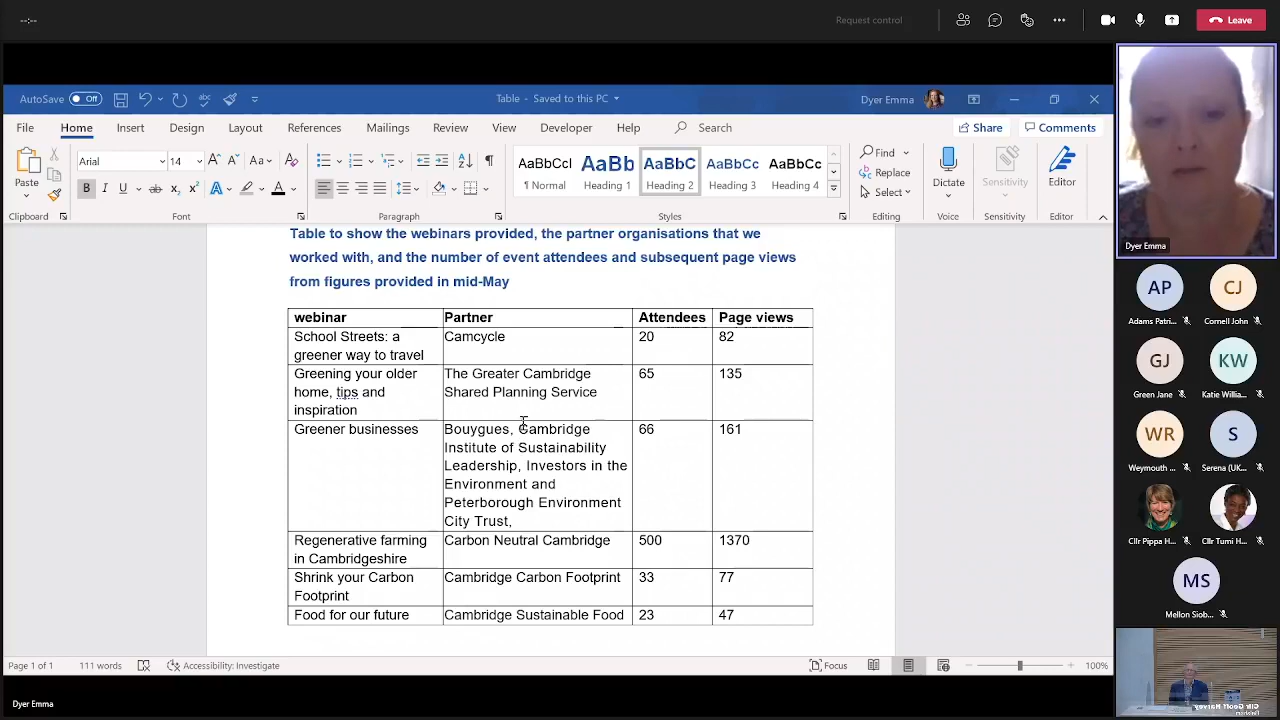 --:--
Request control
Leave
AutoSave Off
Table - Saved to this PC
Dyer Emma
File Home Insert Design Layout References Mailings Review View Developer Help Search
Share Comments
Paste
Arial 14
Aa
B I U ab x₂ x² A A
AaBbCcI AaBb AaBbC AaBbCc AaBbCc
¶ Normal Heading 1 Heading 2 Heading 3 Heading 4
Find
Replace
Select
Dictate
Sensitivity
Editor
Clipboard Font Paragraph Styles Editing Voice Sensitivity Editor
Table to show the webinars provided, the partner organisations that we
worked with, and the number of event attendees and subsequent page views
from figures provided in mid-May
webinar Partner Attendees Page views
School Streets: a Camcycle 20 82
greener way to travel
Greening your older The Greater Cambridge 65 135
home, tips and Shared Planning Service
inspiration
Greener businesses Bouygues, Cambridge 66 161
Institute of Sustainability
Leadership, Investors in the
Environment and
Peterborough Environment
City Trust,
Regenerative farming Carbon Neutral Cambridge 500 1370
in Cambridgeshire
Shrink your Carbon Cambridge Carbon Footprint 33 77
Footprint
Food for our future Cambridge Sustainable Food 23 47
Page 1 of 1 111 words Accessibility: Investigate Focus 100%
Dyer Emma
Dyer Emma
AP CJ
Adams Patri... Cornell John
GJ KW
Green Jane Katie Willia...
WR S
Weymouth ... Serena (UK...
Cllr Pippa H... Cllr Tumi H...
MS
Mellon Siob...
Cllr Geoff Harvey